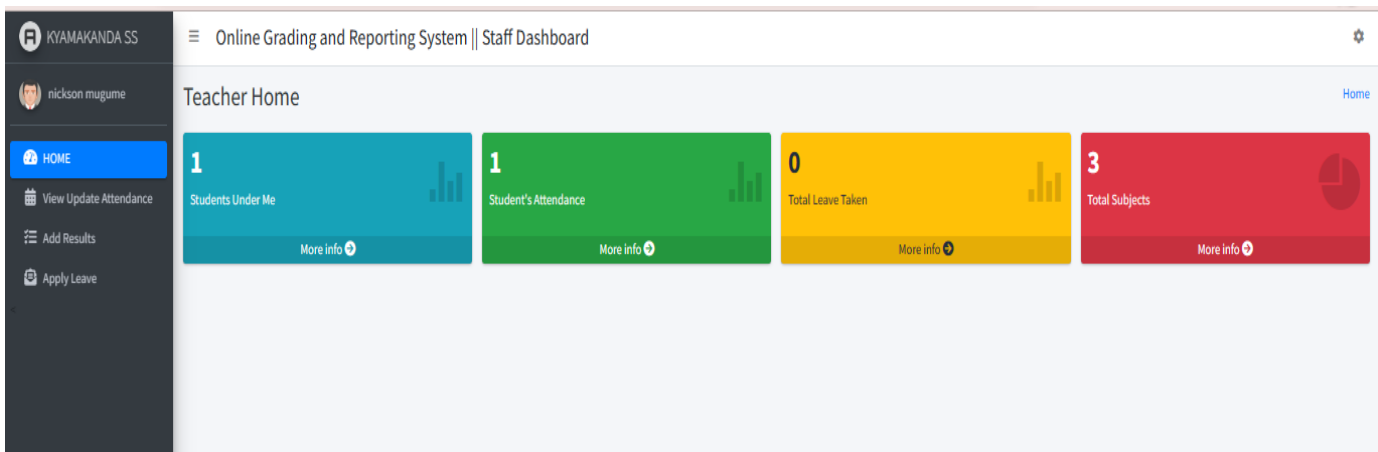 KYAMAKANDA SS
Online Grading and Reporting System || Staff Dashboard
nickson mugume
Teacher Home
Home
HOME
View Update Attendance
Add Results
Apply Leave
<
1
Students Under Me
More info
1
Student's Attendance
More info
0
Total Leave Taken
More info
3
Total Subjects
More info